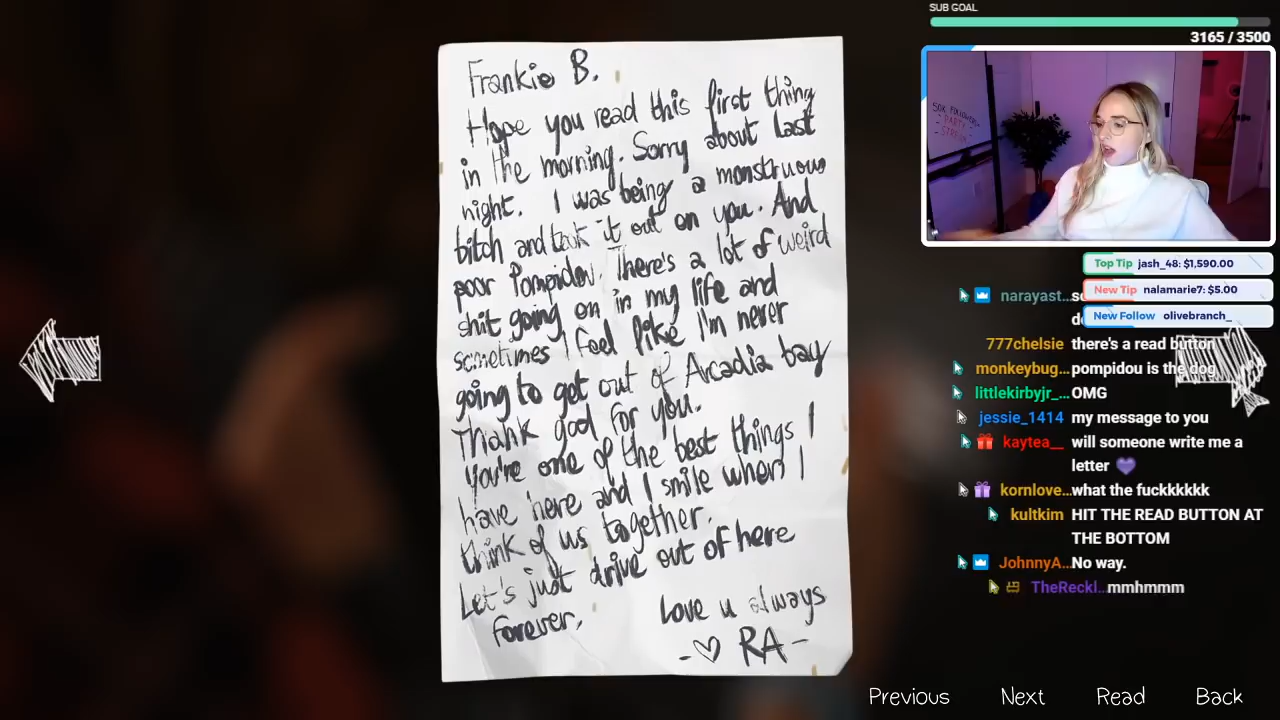 SUB GOAL
3165 / 3500
50K FOLLOWERS
- PARTY
STREAM
Top Tip jash_48: $1,590.00
New Tip nalamarie7: $5.00
New Follow olivebranch_
Frankie B.
Hope you read this first thing
in the morning. Sorry about last
night. I was being a monstruous
bitch and took it out on you. And
poor Pompidou. There's a lot of weird
shit going on in my life and
sometimes I feel like I'm never
going to get out of Arcadia bay
Thank god for you.
You're one of the best things I
have here and I smile when I
think of us together.
Let's just drive out of here
forever.
Love u always
-♡ RA-
narayast...
777chelsie there's a read button
monkeybug... pompidou is the dog
littlekirbyjr_... OMG
jessie_1414 my message to you
kaytea__ will someone write me a
letter 💜
kornlove... what the fuckkkkkk
kultkim HIT THE READ BUTTON AT
THE BOTTOM
JohnnyA... No way.
TheReckl... mmhmmm
Previous Next Read Back